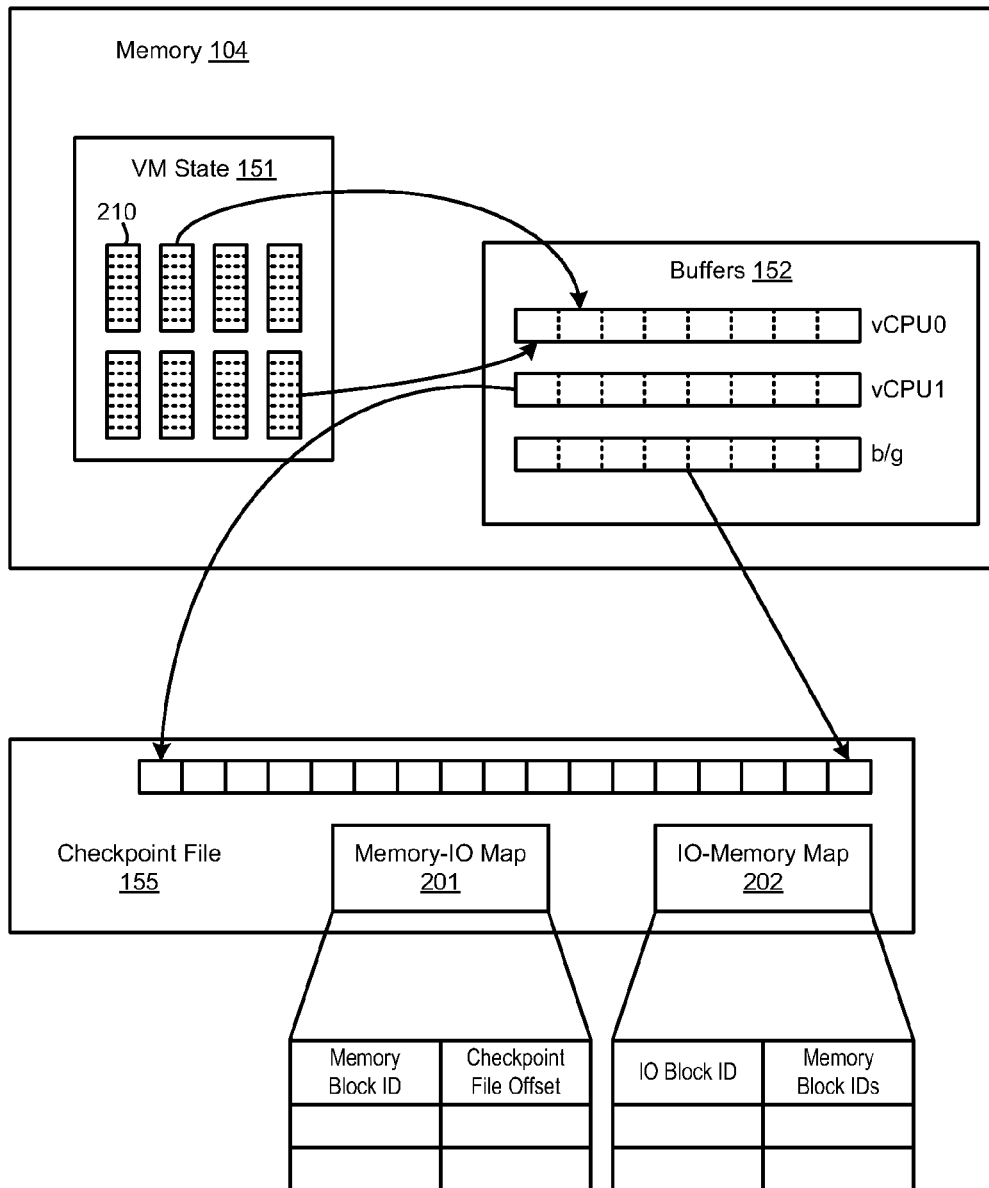 Memory 104
VM State 151
210
Buffers 152
vCPU0
vCPU1
b/g
Checkpoint File
155
Memory-IO Map
201
IO-Memory Map
202
Memory
Block ID
Checkpoint
File Offset
IO Block ID
Memory
Block IDs